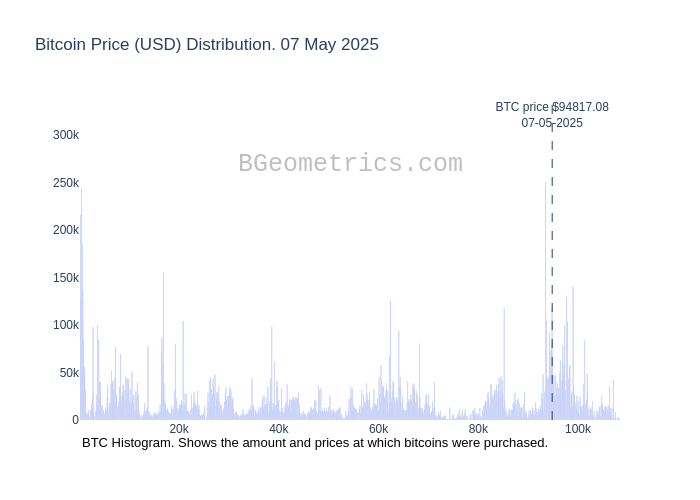 Bitcoin Price (USD) Distribution. 07 May 2025
BTC price $94817.08
07-05-2025
300k
BGeometrics.com
250k
200k
150k
100k
50k
0
20k 40k 60k 80k 100k
BTC Histogram. Shows the amount and prices at which bitcoins were purchased.